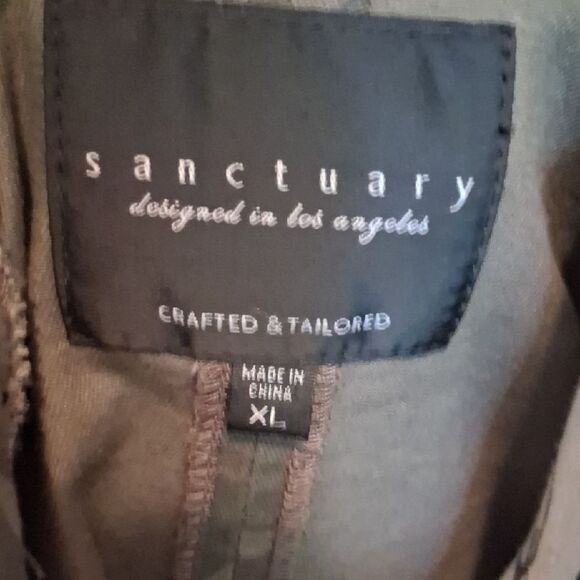 sanctuary
designed in los angeles
CRAFTED & TAILORED
MADE IN
CHINA
XL